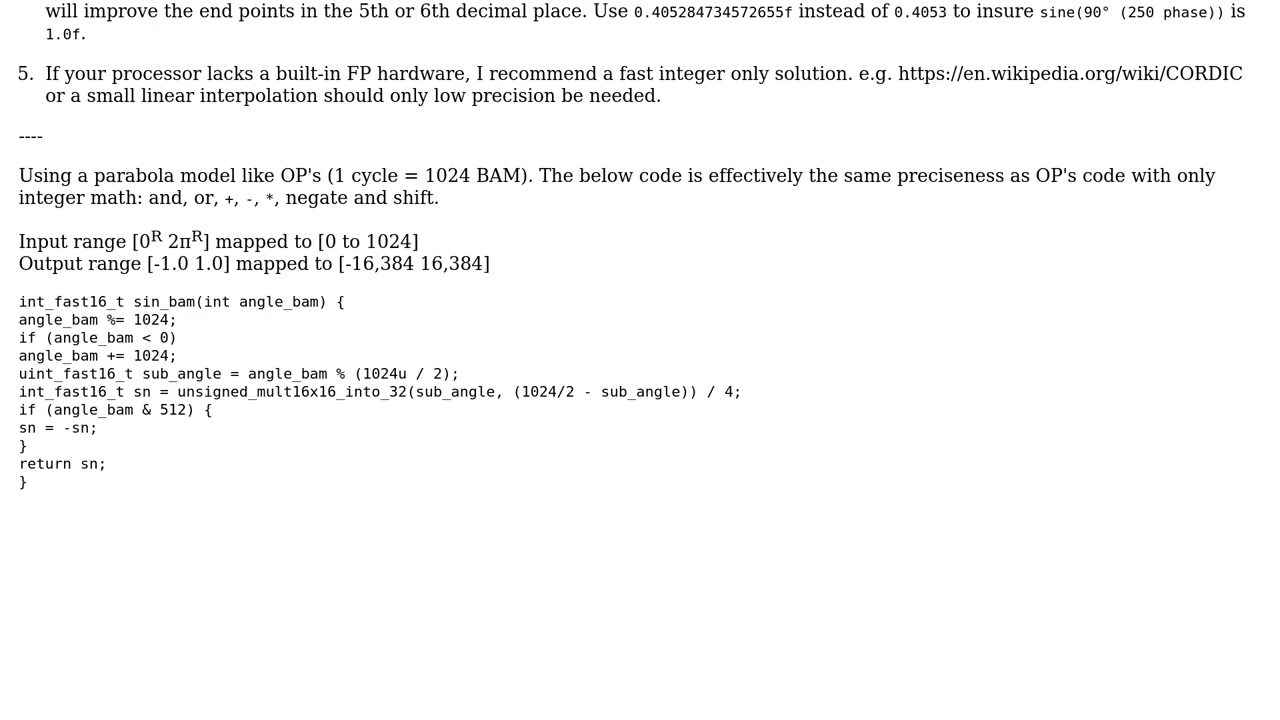 will improve the end points in the 5th or 6th decimal place. Use 0.405284734572655f instead of 0.4053 to insure sine(90° (250 phase)) is
1.0f.
5. If your processor lacks a built-in FP hardware, I recommend a fast integer only solution. e.g. https://en.wikipedia.org/wiki/CORDIC
or a small linear interpolation should only low precision be needed.
----
Using a parabola model like OP's (1 cycle = 1024 BAM). The below code is effectively the same preciseness as OP's code with only
integer math: and, or, +, -, *, negate and shift.
Input range [0ᴿ 2πᴿ] mapped to [0 to 1024]
Output range [-1.0 1.0] mapped to [-16,384 16,384]
int_fast16_t sin_bam(int angle_bam) {
angle_bam %= 1024;
if (angle_bam < 0)
angle_bam += 1024;
uint_fast16_t sub_angle = angle_bam % (1024u / 2);
int_fast16_t sn = unsigned_mult16x16_into_32(sub_angle, (1024/2 - sub_angle)) / 4;
if (angle_bam & 512) {
sn = -sn;
}
return sn;
}